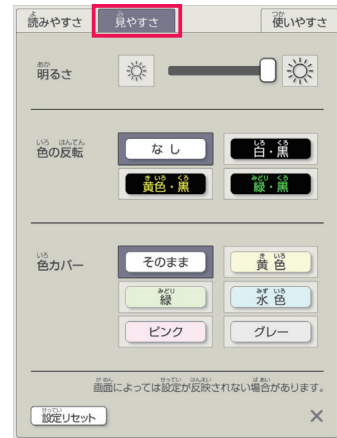 読みやすさ 見やすさ 使いやすさ
明るさ
色の反転 なし 白・黒
黄色・黒 緑・黒
色カバー そのまま 黄色
緑 水色
ピンク グレー
画面によっては設定が反映されない場合があります。
設定リセット ×